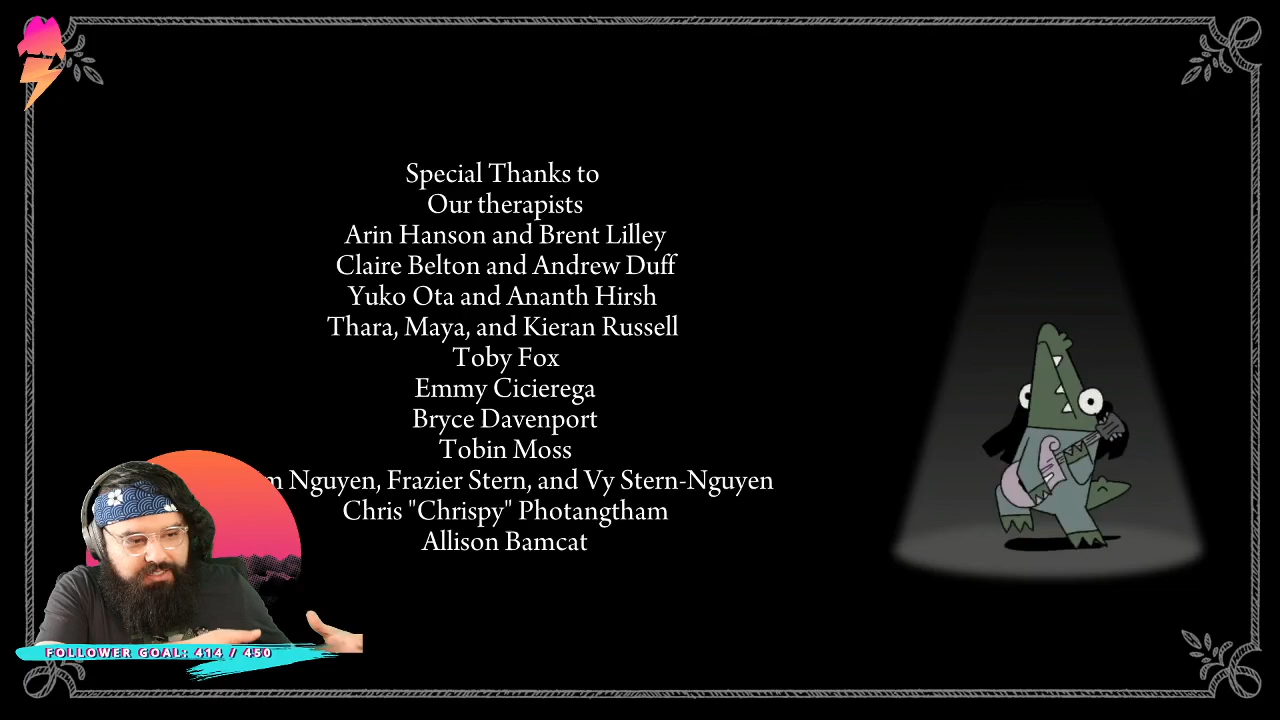 Special Thanks to
Our therapists
Arin Hanson and Brent Lilley
Claire Belton and Andrew Duff
Yuko Ota and Ananth Hirsh
Thara, Maya, and Kieran Russell
Toby Fox
Emmy Cicierega
Bryce Davenport
Tobin Moss
Nguyen, Frazier Stern, and Vy Stern-Nguyen
Chris "Chrispy" Photangtham
Allison Bamcat
FOLLOWER GOAL: 414 / 450